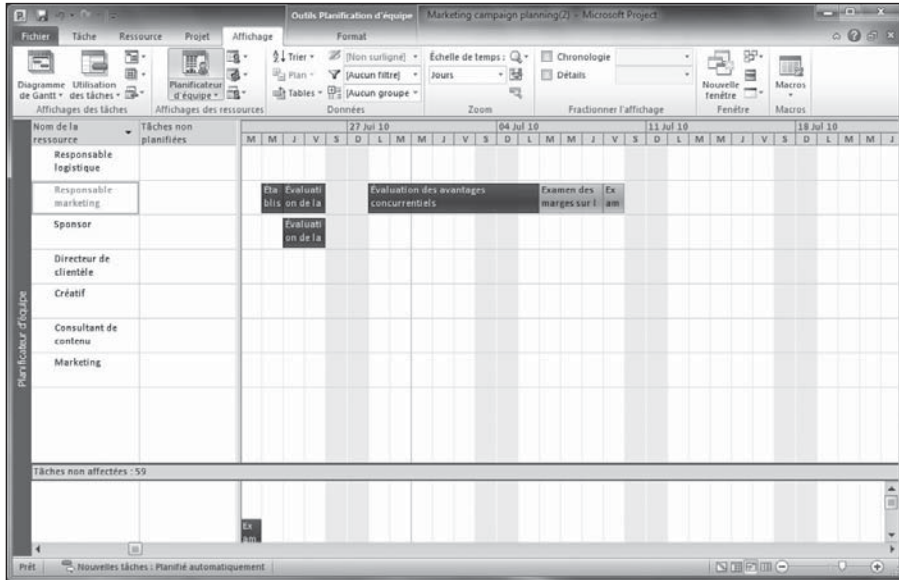 Outils Planification d'équipe Marketing campaign planning(2) - Microsoft Project
Fichier Tâche Ressource Projet Affichage Format
Diagramme de Gantt Utilisation des tâches
Affichages des tâches
Planificateur d'équipe
Affichages des ressources
Trier [Non surligné]
Plan [Aucun filtre]
Tables [Aucun groupe
Données
Échelle de temps :
Jours
Zoom
Chronologie
Détails
Fractionner l'affichage
Nouvelle fenêtre
Fenêtre
Macros
Macros
Nom de la ressource Tâches non planifiées
27 Jui 10 04 Jul 10 11 Jul 10 18 Jul 10
M M J V S D L M M J V S D L M M J V S D L M M J V S D L M M J
Responsable logistique
Responsable marketing
Éta blis Évaluati on de la Évaluation des avantages concurrentiels Examen des marges sur l Ex am
Sponsor
Évaluati on de la
Directeur de clientèle
Créatif
Consultant de contenu
Marketing
Planificateur d'équipe
Tâches non affectées : 59
Ex am
Prêt Nouvelles tâches : Planifié automatiquement